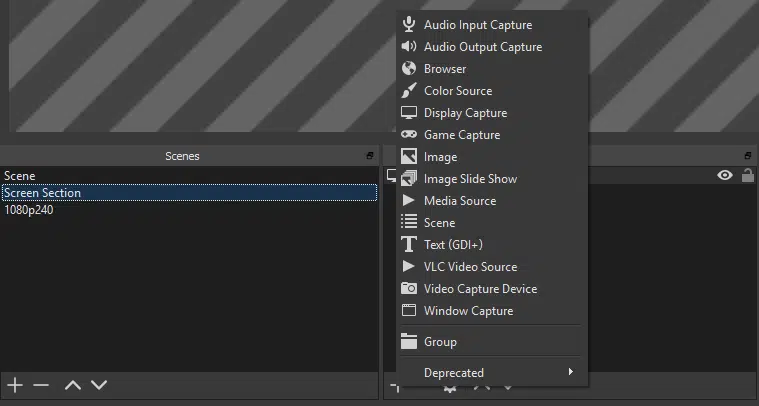 Audio Input Capture
Audio Output Capture
Browser
Color Source
Display Capture
Game Capture
Image
Image Slide Show
Media Source
Scene
Text (GDI+)
VLC Video Source
Video Capture Device
Window Capture
Group
Deprecated
Scenes
Scene
Screen Section
1080p240